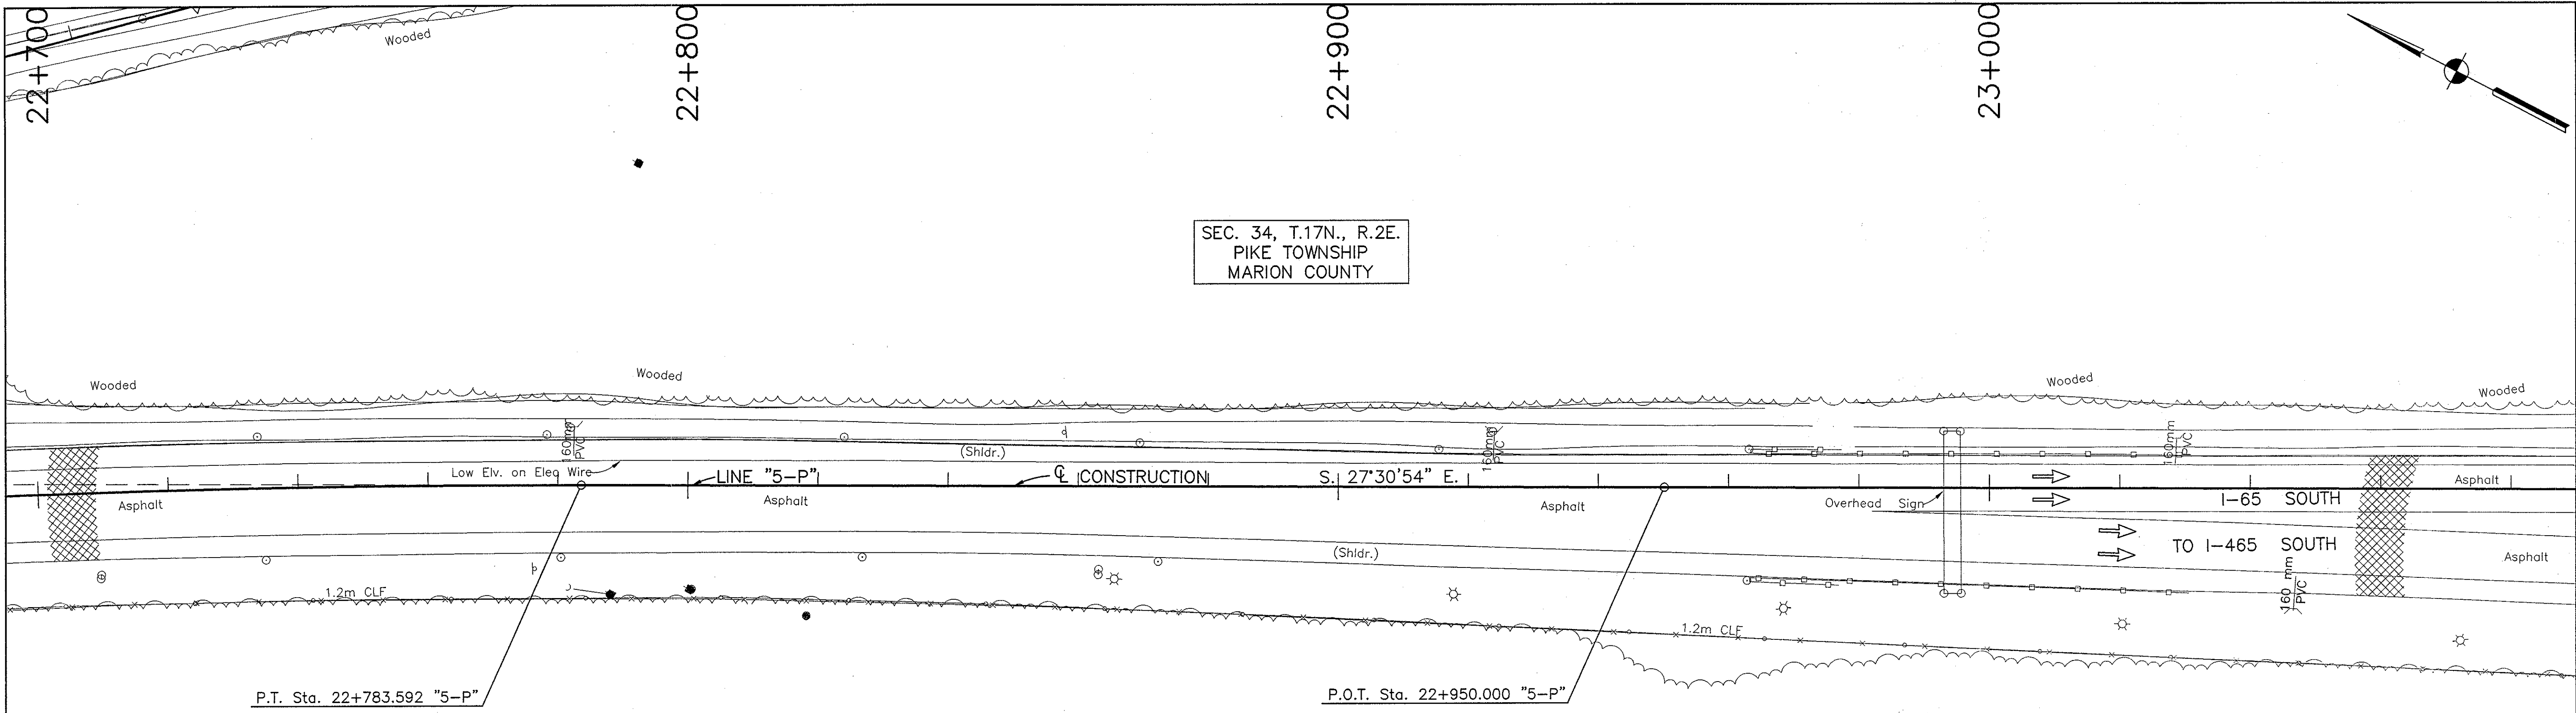 22+700
22+800
22+900
23+000
Wooded
SEC. 34, T.17N., R.2E.
PIKE TOWNSHIP
MARION COUNTY
Wooded
Wooded
Wooded
Wooded
160mm
PVC
(Shldr.)
160mm
PVC
160mm
PVC
Low Elv. on Eleq Wire
LINE "5-P"
℄ CONSTRUCTION
S. 27°30'54" E.
Asphalt
Asphalt
Asphalt
Asphalt
Overhead Sign
I-65 SOUTH
(Shldr.)
TO I-465 SOUTH
Asphalt
1.2m CLF
160 mm
PVC
1.2m CLF
P.T. Sta. 22+783.592 "5-P"
P.O.T. Sta. 22+950.000 "5-P"